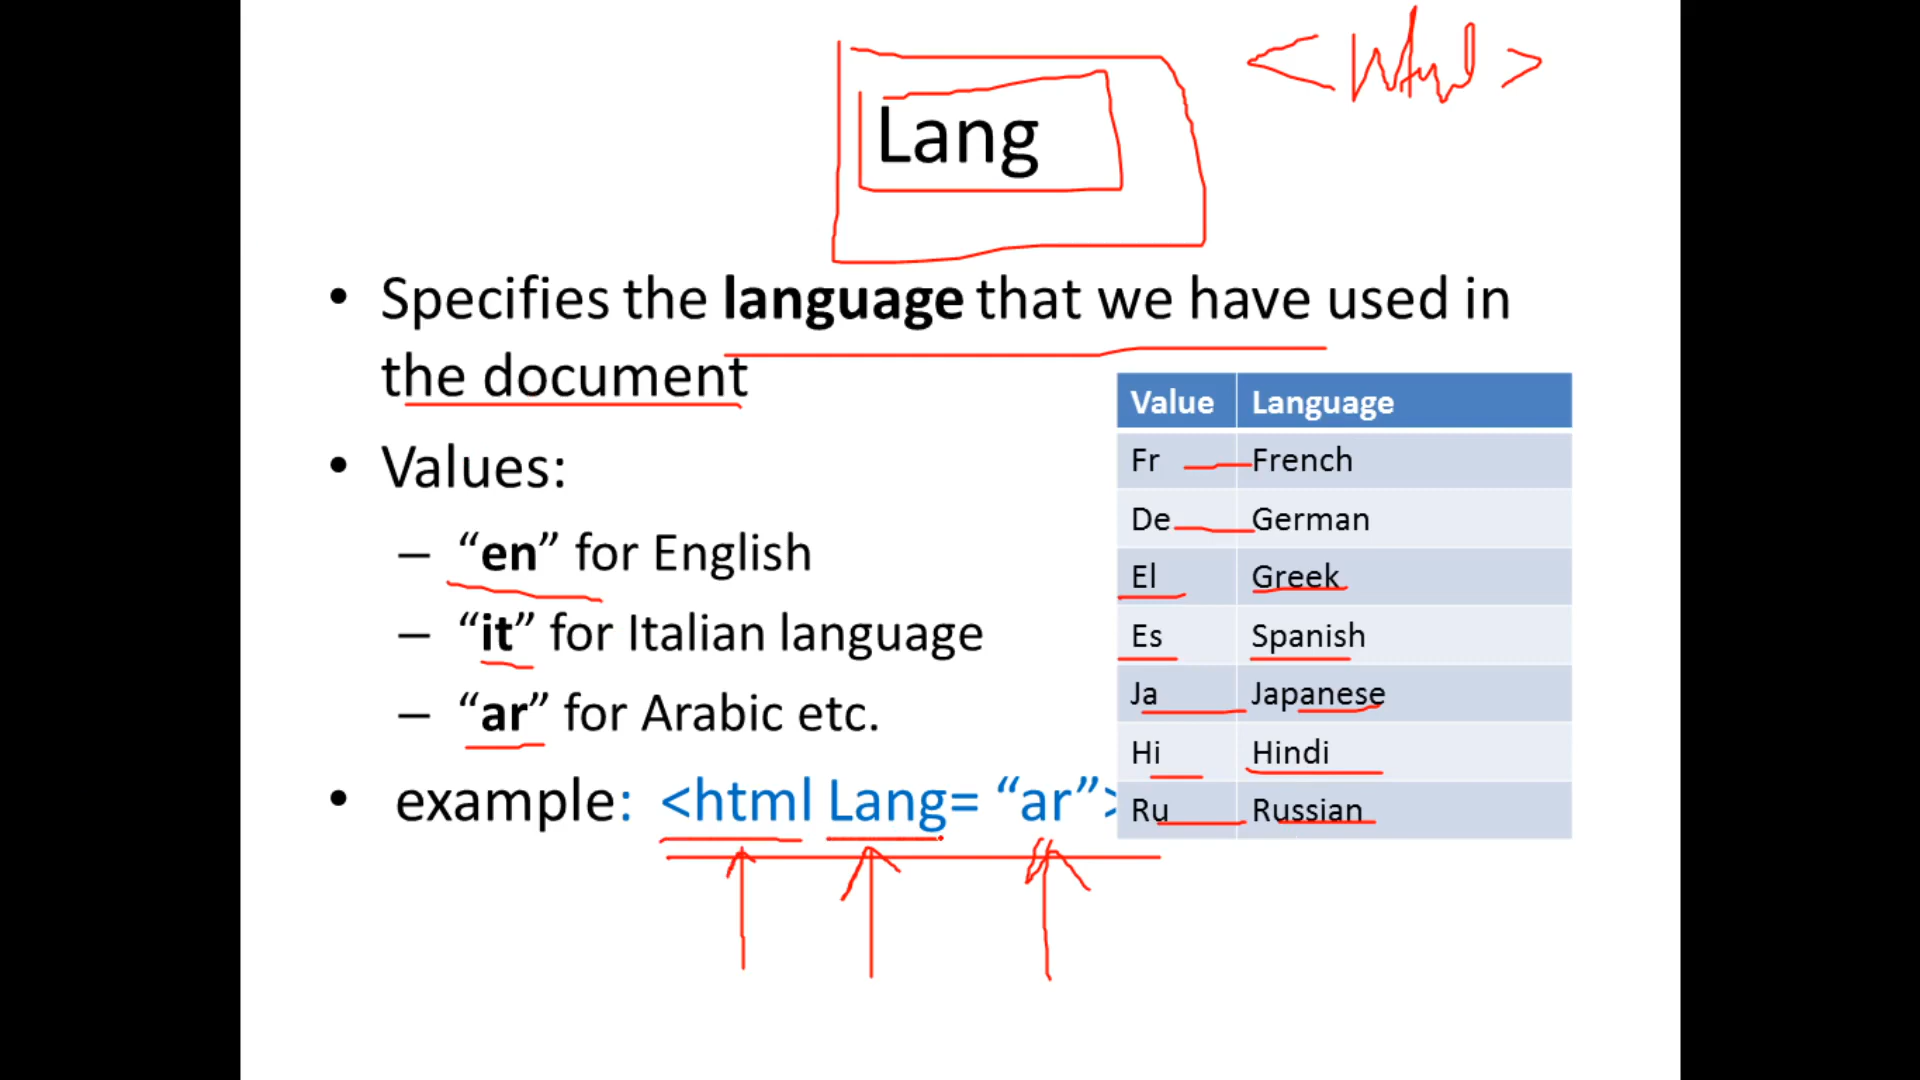 <html>
Lang
• Specifies the language that we have used in
the document
• Values:
– “en” for English
– “it” for Italian language
– “ar” for Arabic etc.
• example: <html Lang= “ar”>
Value Language
Fr French
De German
El Greek
Es Spanish
Ja Japanese
Hi Hindi
Ru Russian